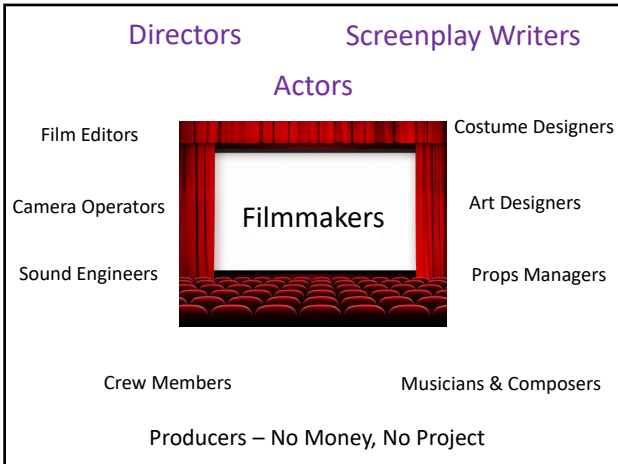 Directors
Screenplay Writers
Actors
Film Editors
Costume Designers
Camera Operators
Filmmakers
Art Designers
Sound Engineers
Props Managers
Crew Members
Musicians & Composers
Producers – No Money, No Project